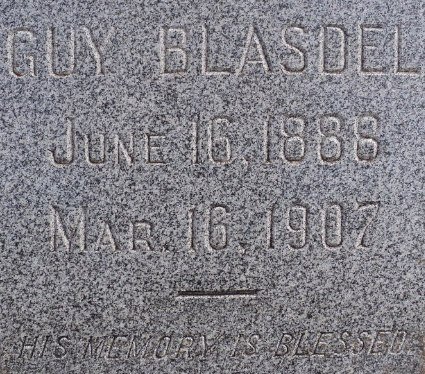 GUY BLASDEL
JUNE 16, 1886
MAR. 16, 1907
HIS MEMORY IS BLESSED